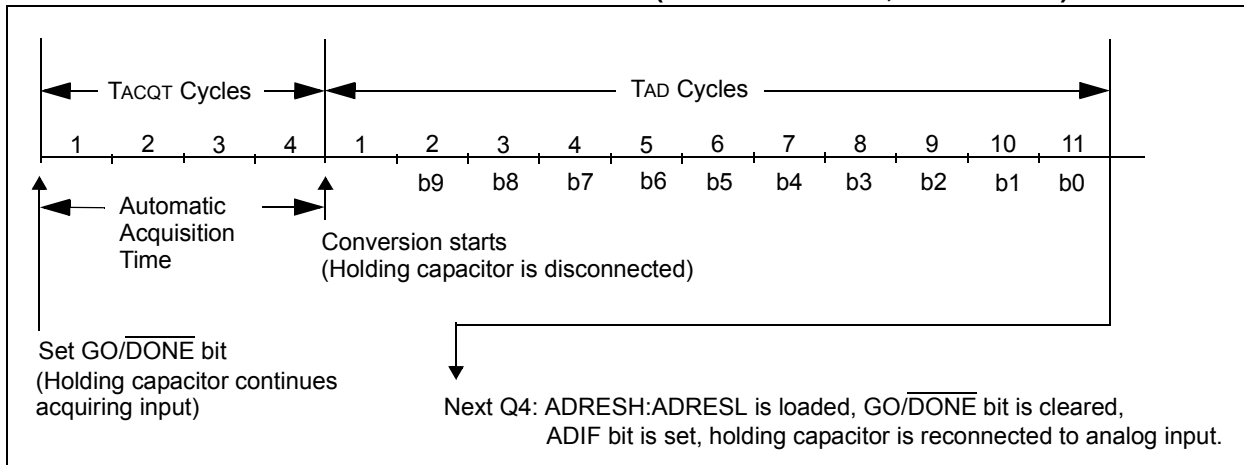 TACQT Cycles
TAD Cycles
1 2 3 4 1 2 3 4 5 6 7 8 9 10 11
b9 b8 b7 b6 b5 b4 b3 b2 b1 b0
Automatic
Acquisition
Time
Conversion starts
(Holding capacitor is disconnected)
Set GO/DONE bit
(Holding capacitor continues
acquiring input)
Next Q4: ADRESH:ADRESL is loaded, GO/DONE bit is cleared,
ADIF bit is set, holding capacitor is reconnected to analog input.